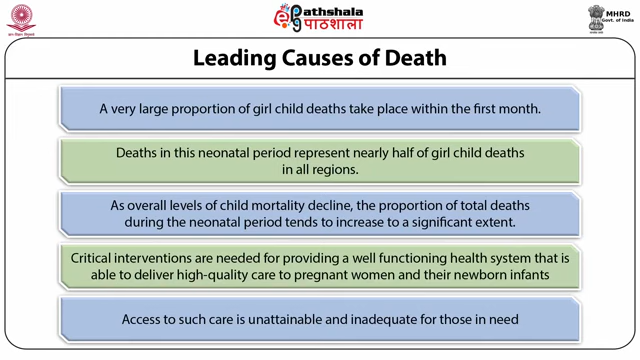 ePathshala
पाठशाला
MHRD
Govt. of India
Leading Causes of Death
A very large proportion of girl child deaths take place within the first month.
Deaths in this neonatal period represent nearly half of girl child deaths
in all regions.
As overall levels of child mortality decline, the proportion of total deaths
during the neonatal period tends to increase to a significant extent.
Critical interventions are needed for providing a well functioning health system that is
able to deliver high-quality care to pregnant women and their newborn infants
Access to such care is unattainable and inadequate for those in need